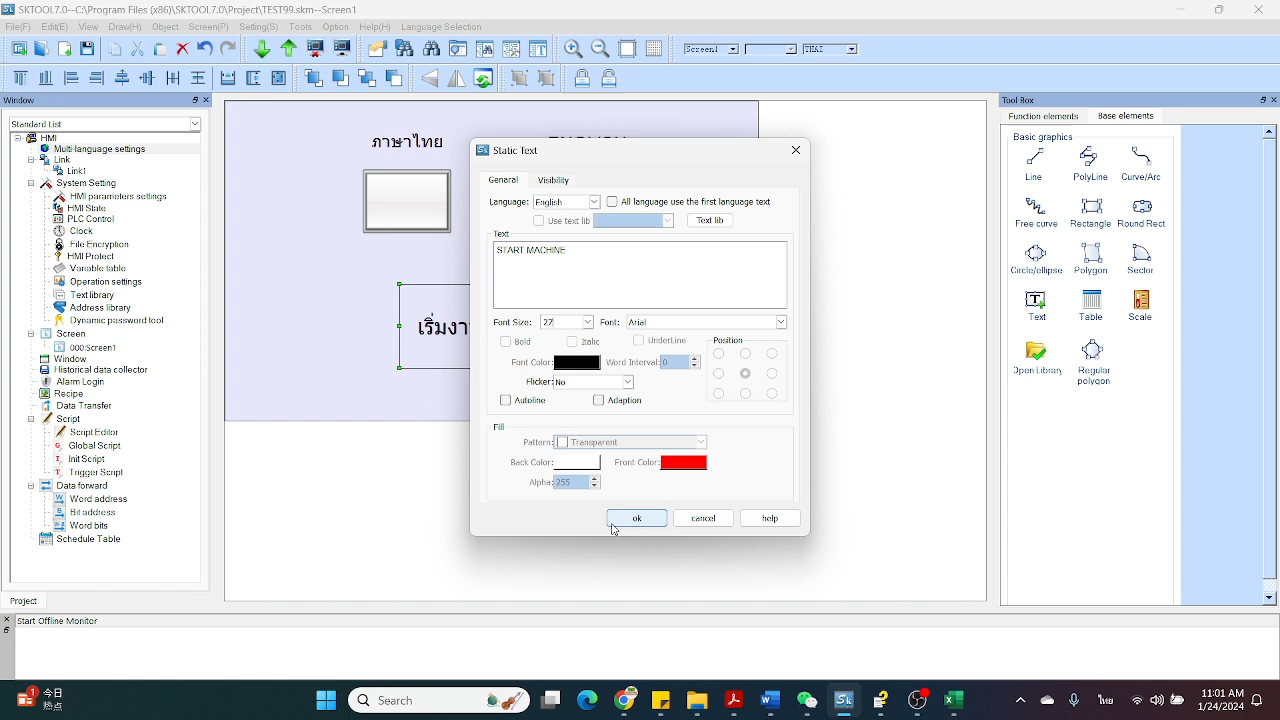 SKTOOL7.0--C:\Program Files (x86)\SKTOOL7.0\Project\TEST99.skm--Screen1
File(F) Edit(E) View Draw(H) Object Screen(P) Setting(S) Tools Option Help(H) Language Selection
Screen1 THAI
Window
Standard List
HMI
Multi-language settings
Link
Link1
System Setting
HMI parameters settings
HMI State
PLC Control
Clock
File Encryption
HMI Protect
Variable table
Operation settings
Text library
Address library
Dynamic password tool
Screen
000:Screen1
Window
Historical data collector
Alarm Login
Recipe
Data Transfer
Script
Script Editor
Global Script
Init Script
Trigger Script
Data forward
Word address
Bit address
Word bits
Schedule Table
Project
ภาษาไทย
Static Text
General Visibility
Language: English All language use the first language text
Use text lib Text lib
Text
START MACHINE
Font Size: 27 Font: Arial
Bold Italic UnderLine
Position
Font Color: Word Interval: 0
Flicker: No
Autoline Adaption
Fill
Pattern: Transparent
Back Color: Front Color:
Alpha: 255
ok cancel help
Tool Box
Function elements Base elements
Basic graphics
Line PolyLine Curve/Arc
Free curve Rectangle Round Rect
Circle/ellipse Polygon Sector
Text Table Scale
Open Library Regular polygon
Start Offline Monitor
今日
热点
Search
11:01 AM
1/24/2024